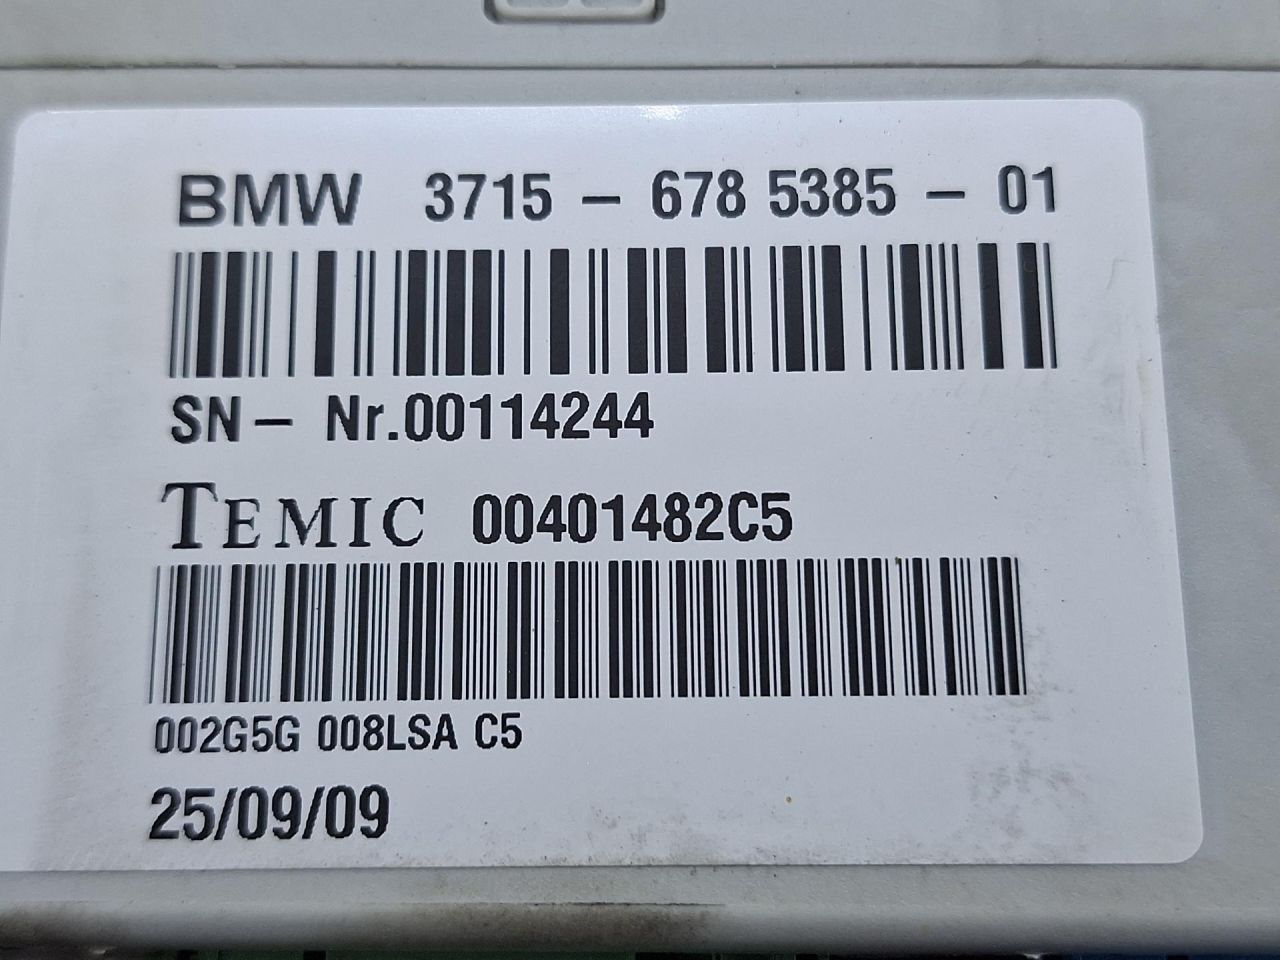 BMW 3715 - 678 5385 - 01
SN - Nr.00114244
TEMIC 00401482C5
002G5G 008LSA C5
25/09/09